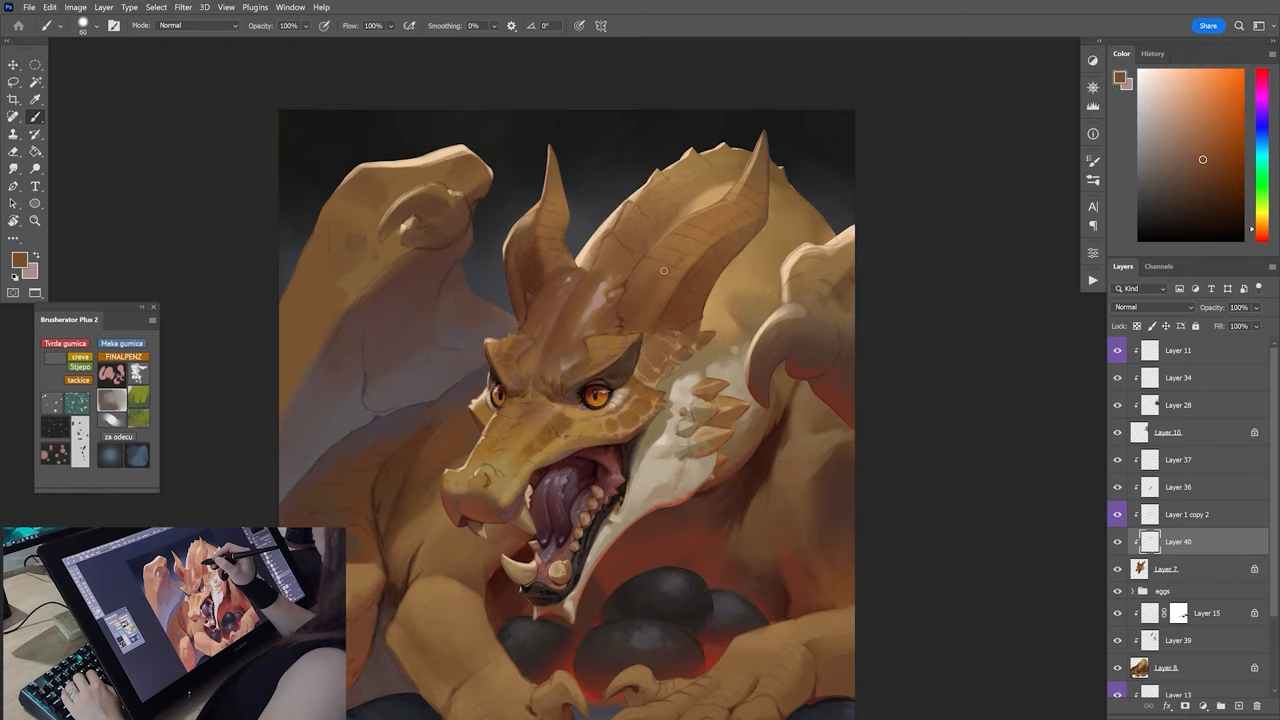 Ps File Edit Image Layer Type Select Filter 3D View Plugins Window Help
60 Mode: Normal Opacity: 100% Flow: 100% Smoothing: 0% 0° Share
Color History
Brusherator Plus 2
Tvrda gumica Meka gumica
creva FINALPENZ
Stjepo
tackice
za odecu
Layers Channels
Kind
Normal Opacity: 100%
Lock: Fill: 100%
Layer 11
Layer 34
Layer 28
Layer 10
Layer 37
Layer 36
Layer 1 copy 2
Layer 40
Layer 7
eggs
Layer 15
Layer 39
Layer 8
Layer 13